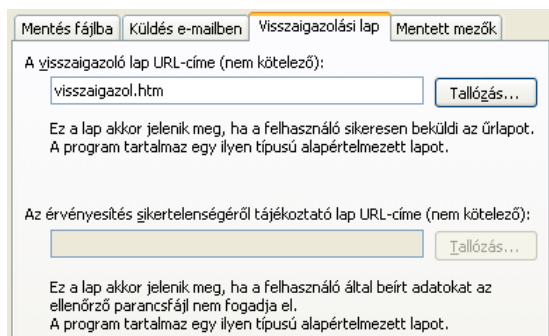 Mentés fájlba Küldés e-mailben Visszaigazolási lap Mentett mezők
A visszaigazoló lap URL-címe (nem kötelező):
visszaigazol.htm Tallózás...
Ez a lap akkor jelenik meg, ha a felhasználó sikeresen beküldi az űrlapot.
A program tartalmaz egy ilyen típusú alapértelmezett lapot.
Az érvényesítés sikertelenségéről tájékoztató lap URL-címe (nem kötelező):
Tallózás...
Ez a lap akkor jelenik meg, ha a felhasználó által beírt adatokat az
ellenőrző parancsfájl nem fogadja el.
A program tartalmaz egy ilyen típusú alapértelmezett lapot.